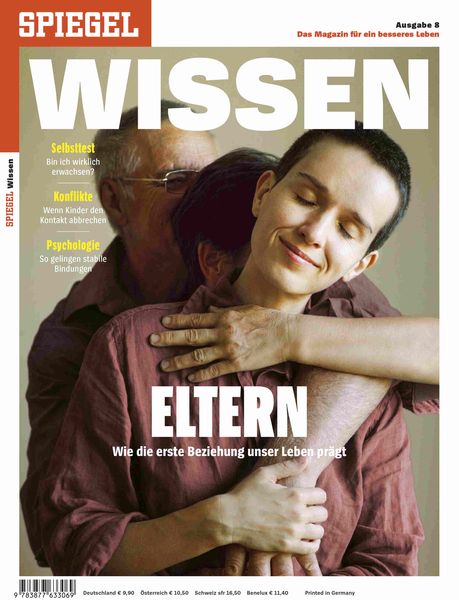 SPIEGEL
Ausgabe 8
Das Magazin für ein besseres Leben
WISSEN
SPIEGEL Wissen
Selbsttest
Bin ich wirklich
erwachsen?
Konflikte
Wenn Kinder den
Kontakt abbrechen
Psychologie
So gelingen stabile
Bindungen
ELTERN
Wie die erste Beziehung unser Leben prägt
9 783877 633069
Deutschland € 9,90 Österreich € 10,50 Schweiz sfr 16,50 Benelux € 11,40 Printed in Germany